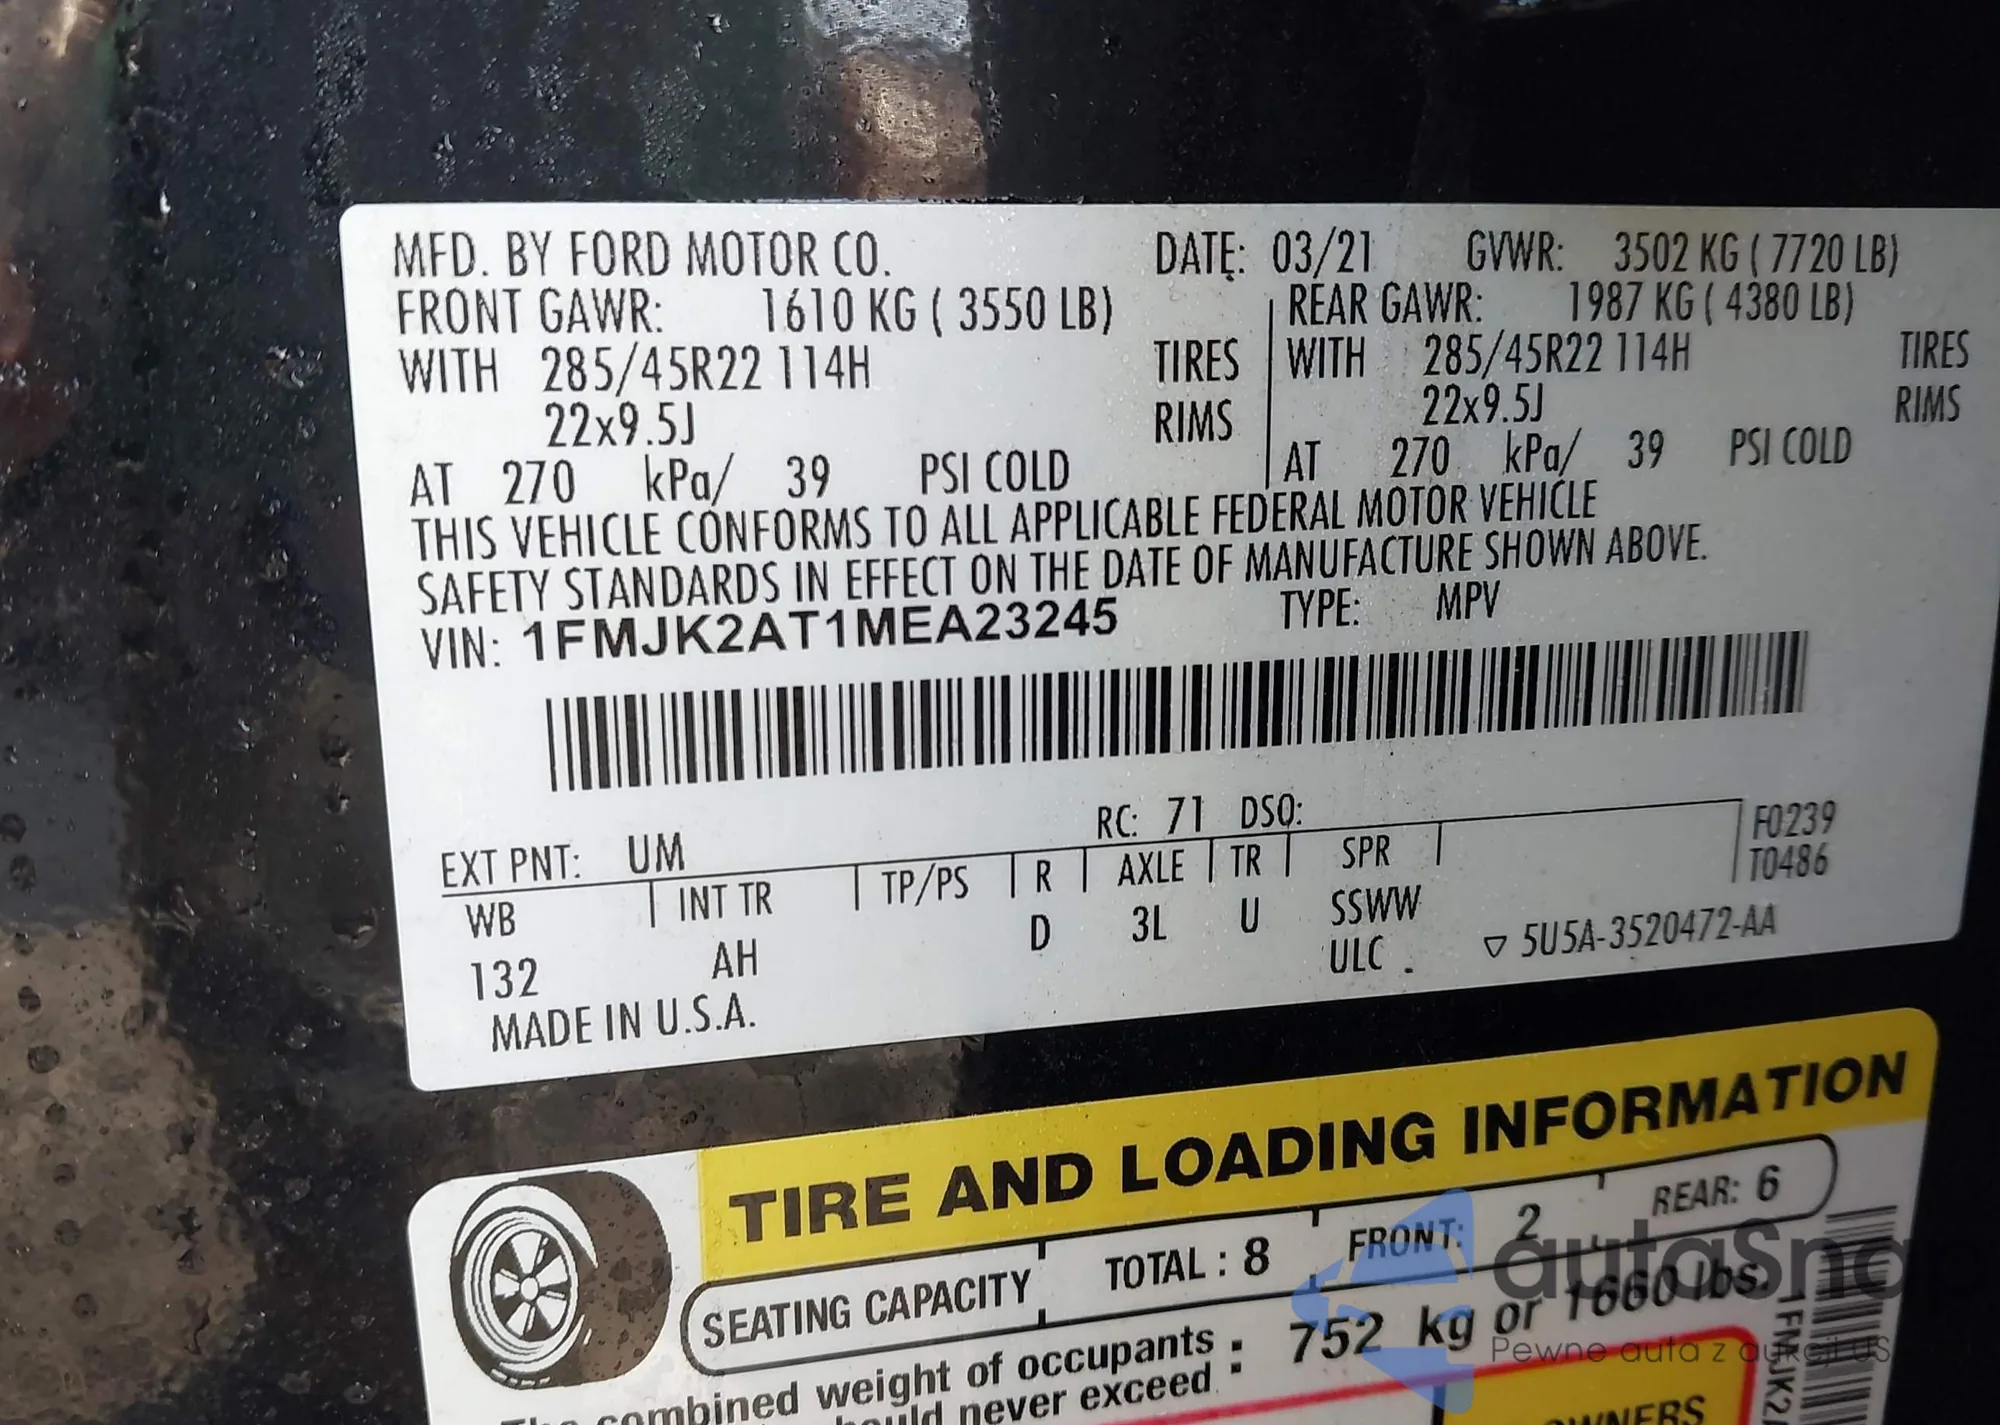 MFD. BY FORD MOTOR CO. DATE: 03/21 GVWR: 3502 KG ( 7720 LB)
FRONT GAWR: 1610 KG ( 3550 LB) REAR GAWR: 1987 KG ( 4380 LB)
WITH 285/45R22 114H TIRES WITH 285/45R22 114H TIRES
22x9.5J RIMS 22x9.5J RIMS
AT 270 kPa/ 39 PSI COLD AT 270 kPa/ 39 PSI COLD
THIS VEHICLE CONFORMS TO ALL APPLICABLE FEDERAL MOTOR VEHICLE
SAFETY STANDARDS IN EFFECT ON THE DATE OF MANUFACTURE SHOWN ABOVE.
VIN: 1FMJK2AT1MEA23245 TYPE: MPV
EXT PNT: UM RC: 71 DSO: F0239
WB INT TR TP/PS R AXLE TR SPR T0486
132 AH D 3L U SSWW
ULC . ▽ 5U5A-3520472-AA
MADE IN U.S.A.
TIRE AND LOADING INFORMATION
SEATING CAPACITY TOTAL : 8 FRONT: 2 REAR: 6
combined weight of occupants : 752 kg or 1660 lbs.
never exceed
OWNERS
1FMJK2
autaSna
Pewne auta z aukcji US